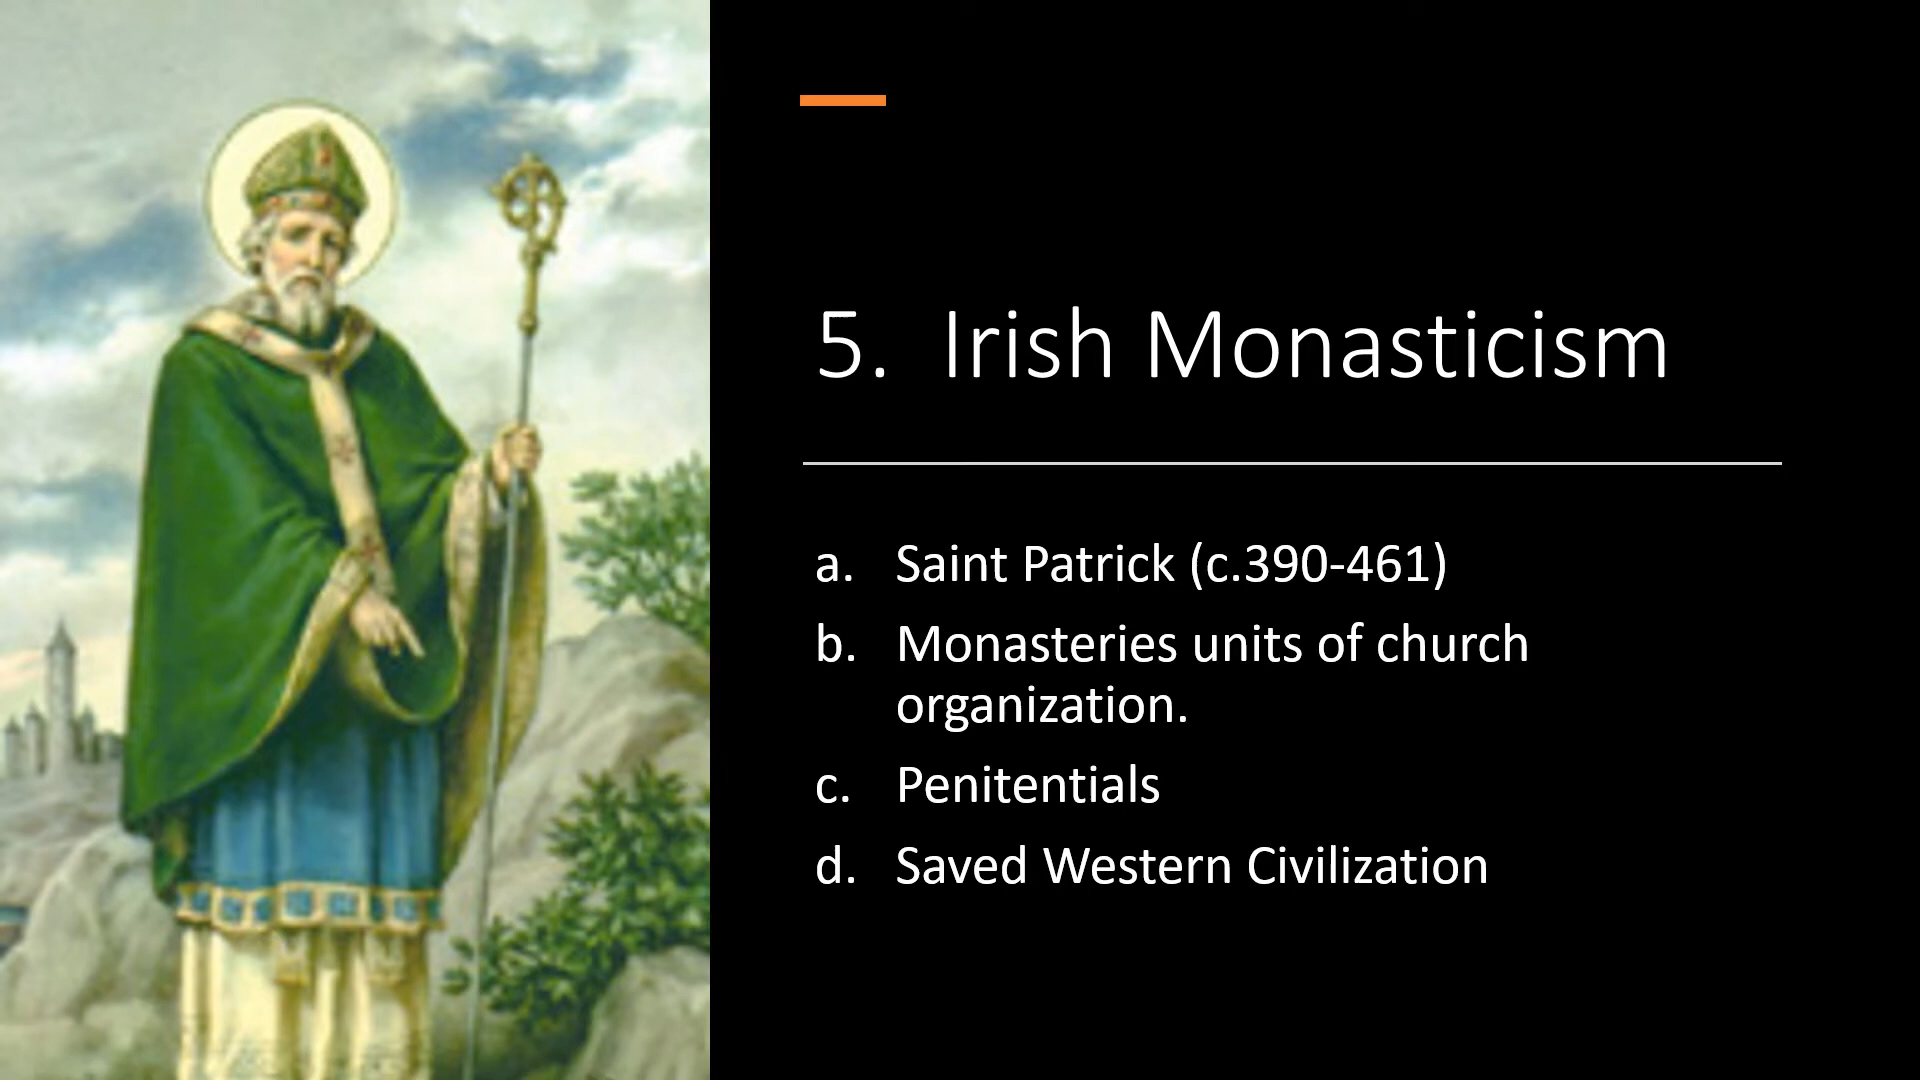 5. Irish Monasticism
a. Saint Patrick (c.390-461)
b. Monasteries units of church
organization.
c. Penitentials
d. Saved Western Civilization